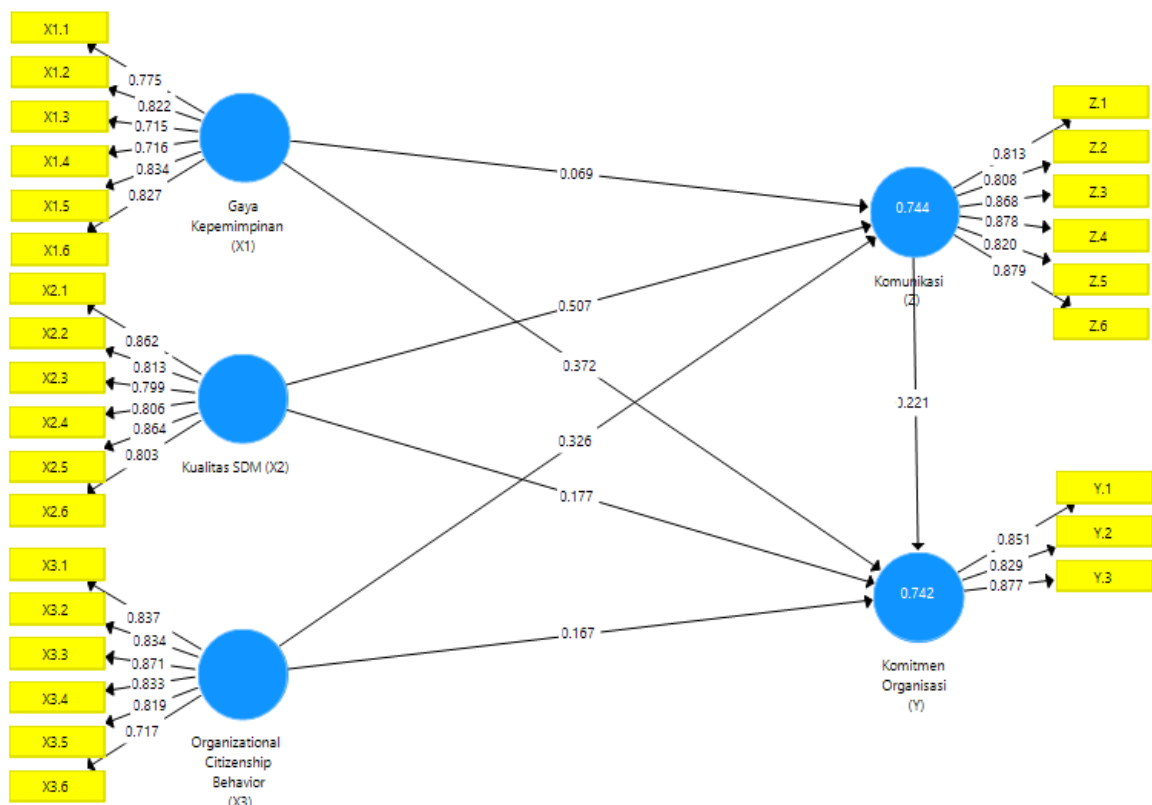 X1.1
X1.2
X1.3
X1.4
X1.5
X1.6
0.775
0.822
0.715
0.716
0.834
0.827
Gaya
Kepemimpinan
(X1)
X2.1
X2.2
X2.3
X2.4
X2.5
X2.6
0.862
0.813
0.799
0.806
0.864
0.803
Kualitas SDM (X2)
X3.1
X3.2
X3.3
X3.4
X3.5
X3.6
0.837
0.834
0.871
0.833
0.819
0.717
Organizational
Citizenship
Behavior
(X3)
0.069
0.507
0.372
0.326
0.177
0.167
0.744
Komunikasi
(Z)
0.813
0.808
0.868
0.878
0.820
0.879
Z.1
Z.2
Z.3
Z.4
Z.5
Z.6
0.221
0.742
Komitmen
Organisasi
(Y)
0.851
0.829
0.877
Y.1
Y.2
Y.3